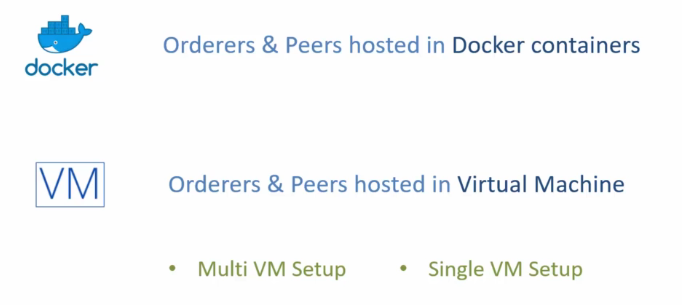 docker
Orderers & Peers hosted in Docker containers
VM
Orderers & Peers hosted in Virtual Machine
• Multi VM Setup • Single VM Setup